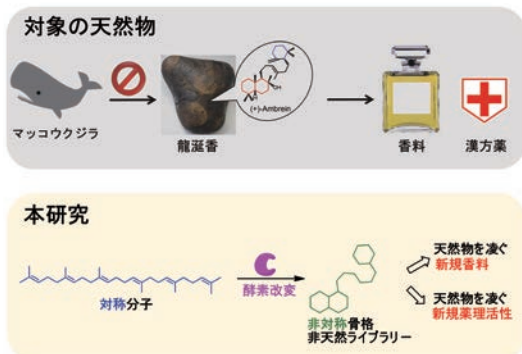 対象の天然物
マッコウクジラ
龍涎香
(+)-Ambrein
香料
漢方薬
本研究
対称分子
酵素改変
非対称骨格
非天然ライブラリー
天然物を凌ぐ
新規香料
天然物を凌ぐ
新規薬理活性